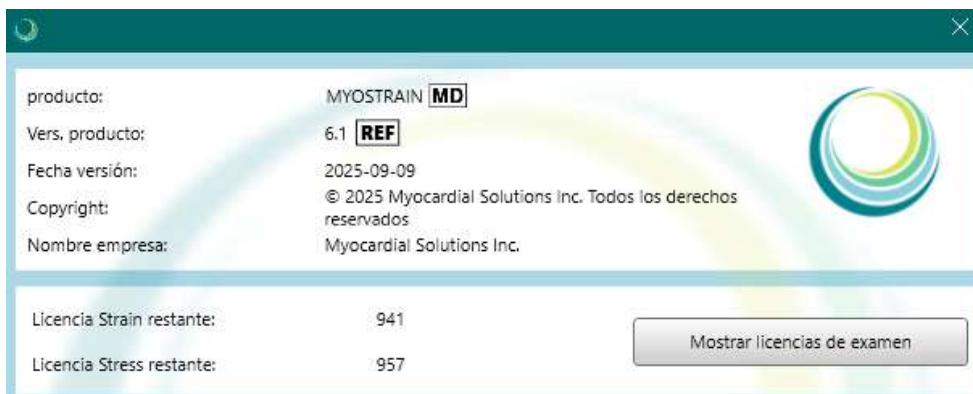 producto: MYOSTRAIN MD
Vers. producto: 6.1 REF
Fecha versión: 2025-09-09
Copyright: © 2025 Myocardial Solutions Inc. Todos los derechos
reservados
Nombre empresa: Myocardial Solutions Inc.
Licencia Strain restante: 941
Mostrar licencias de examen
Licencia Stress restante: 957